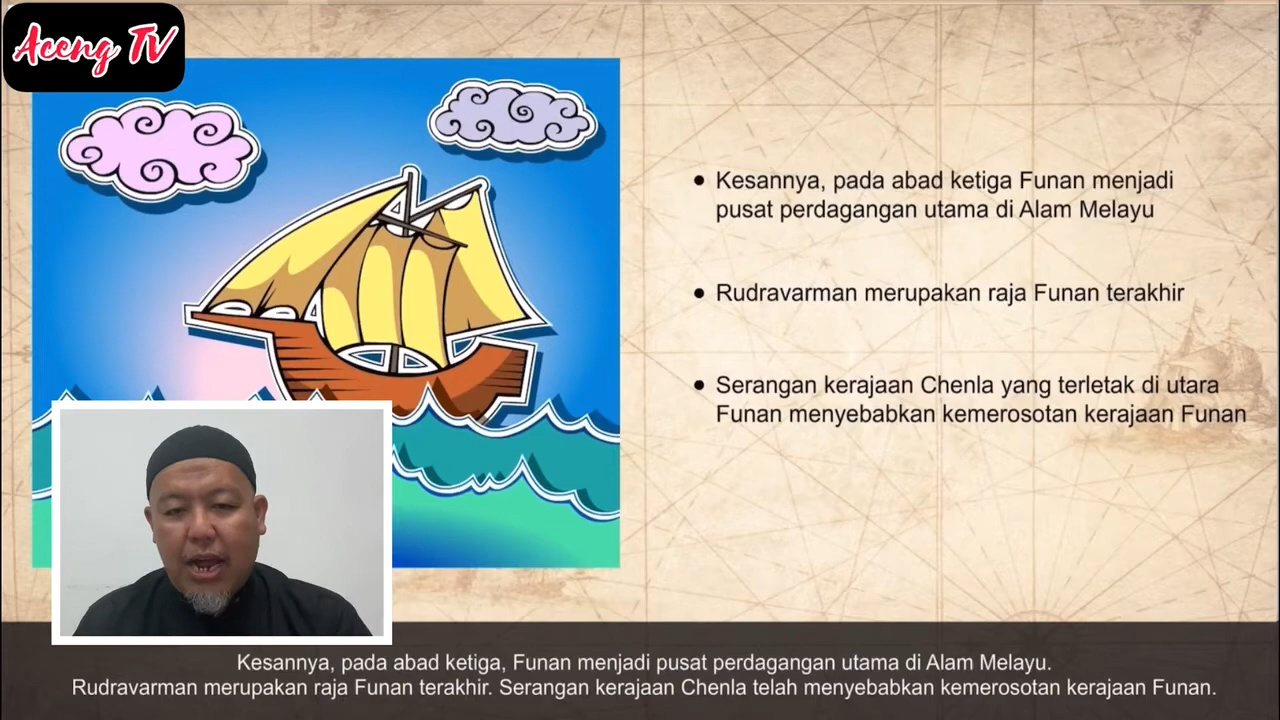 Aceng TV
• Kesannya, pada abad ketiga Funan menjadi
pusat perdagangan utama di Alam Melayu
• Rudravarman merupakan raja Funan terakhir
• Serangan kerajaan Chenla yang terletak di utara
Funan menyebabkan kemerosotan kerajaan Funan
Kesannya, pada abad ketiga, Funan menjadi pusat perdagangan utama di Alam Melayu.
Rudravarman merupakan raja Funan terakhir. Serangan kerajaan Chenla telah menyebabkan kemerosotan kerajaan Funan.